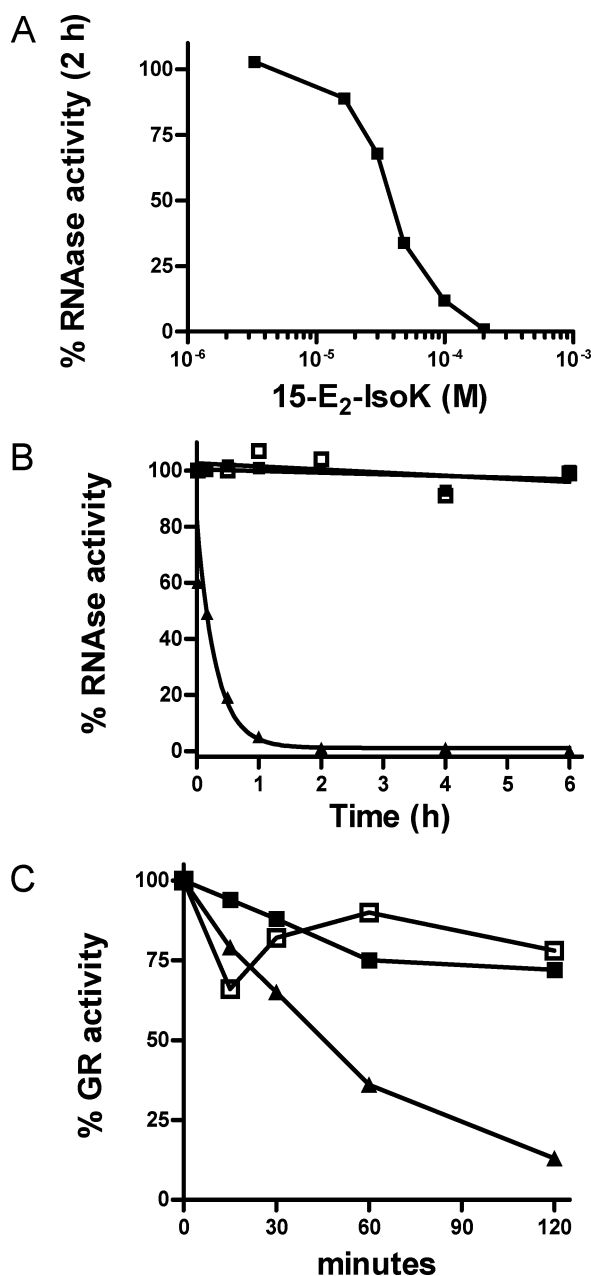 A
% RNAase activity (2 h)
100
75
50
25
0
10-6 10-5 10-4 10-3
15-E2-IsoK (M)
B
% RNAse activity
100
80
60
40
20
0
0 1 2 3 4 5 6
Time (h)
C
% GR activity
100
75
50
25
0
0 30 60 90 120
minutes